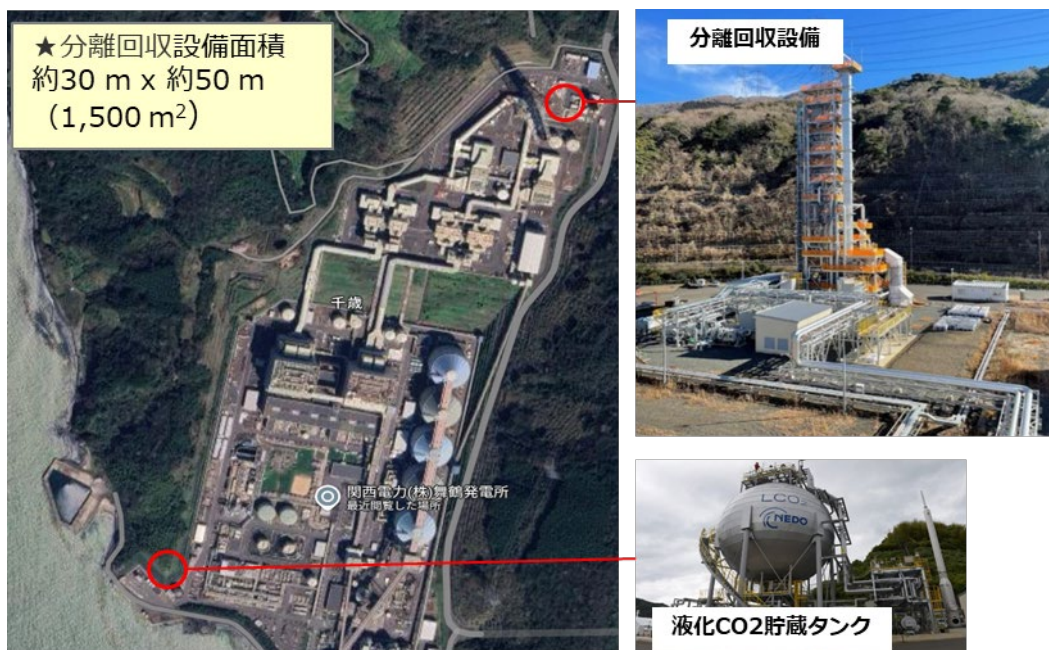 ★分離回収設備面積
約30 m x 約50 m
（1,500 m²）
分離回収設備
千歳
関西電力(株)舞鶴発電所
最近閲覧した場所
LCO₂
NEDO
液化CO2貯蔵タンク